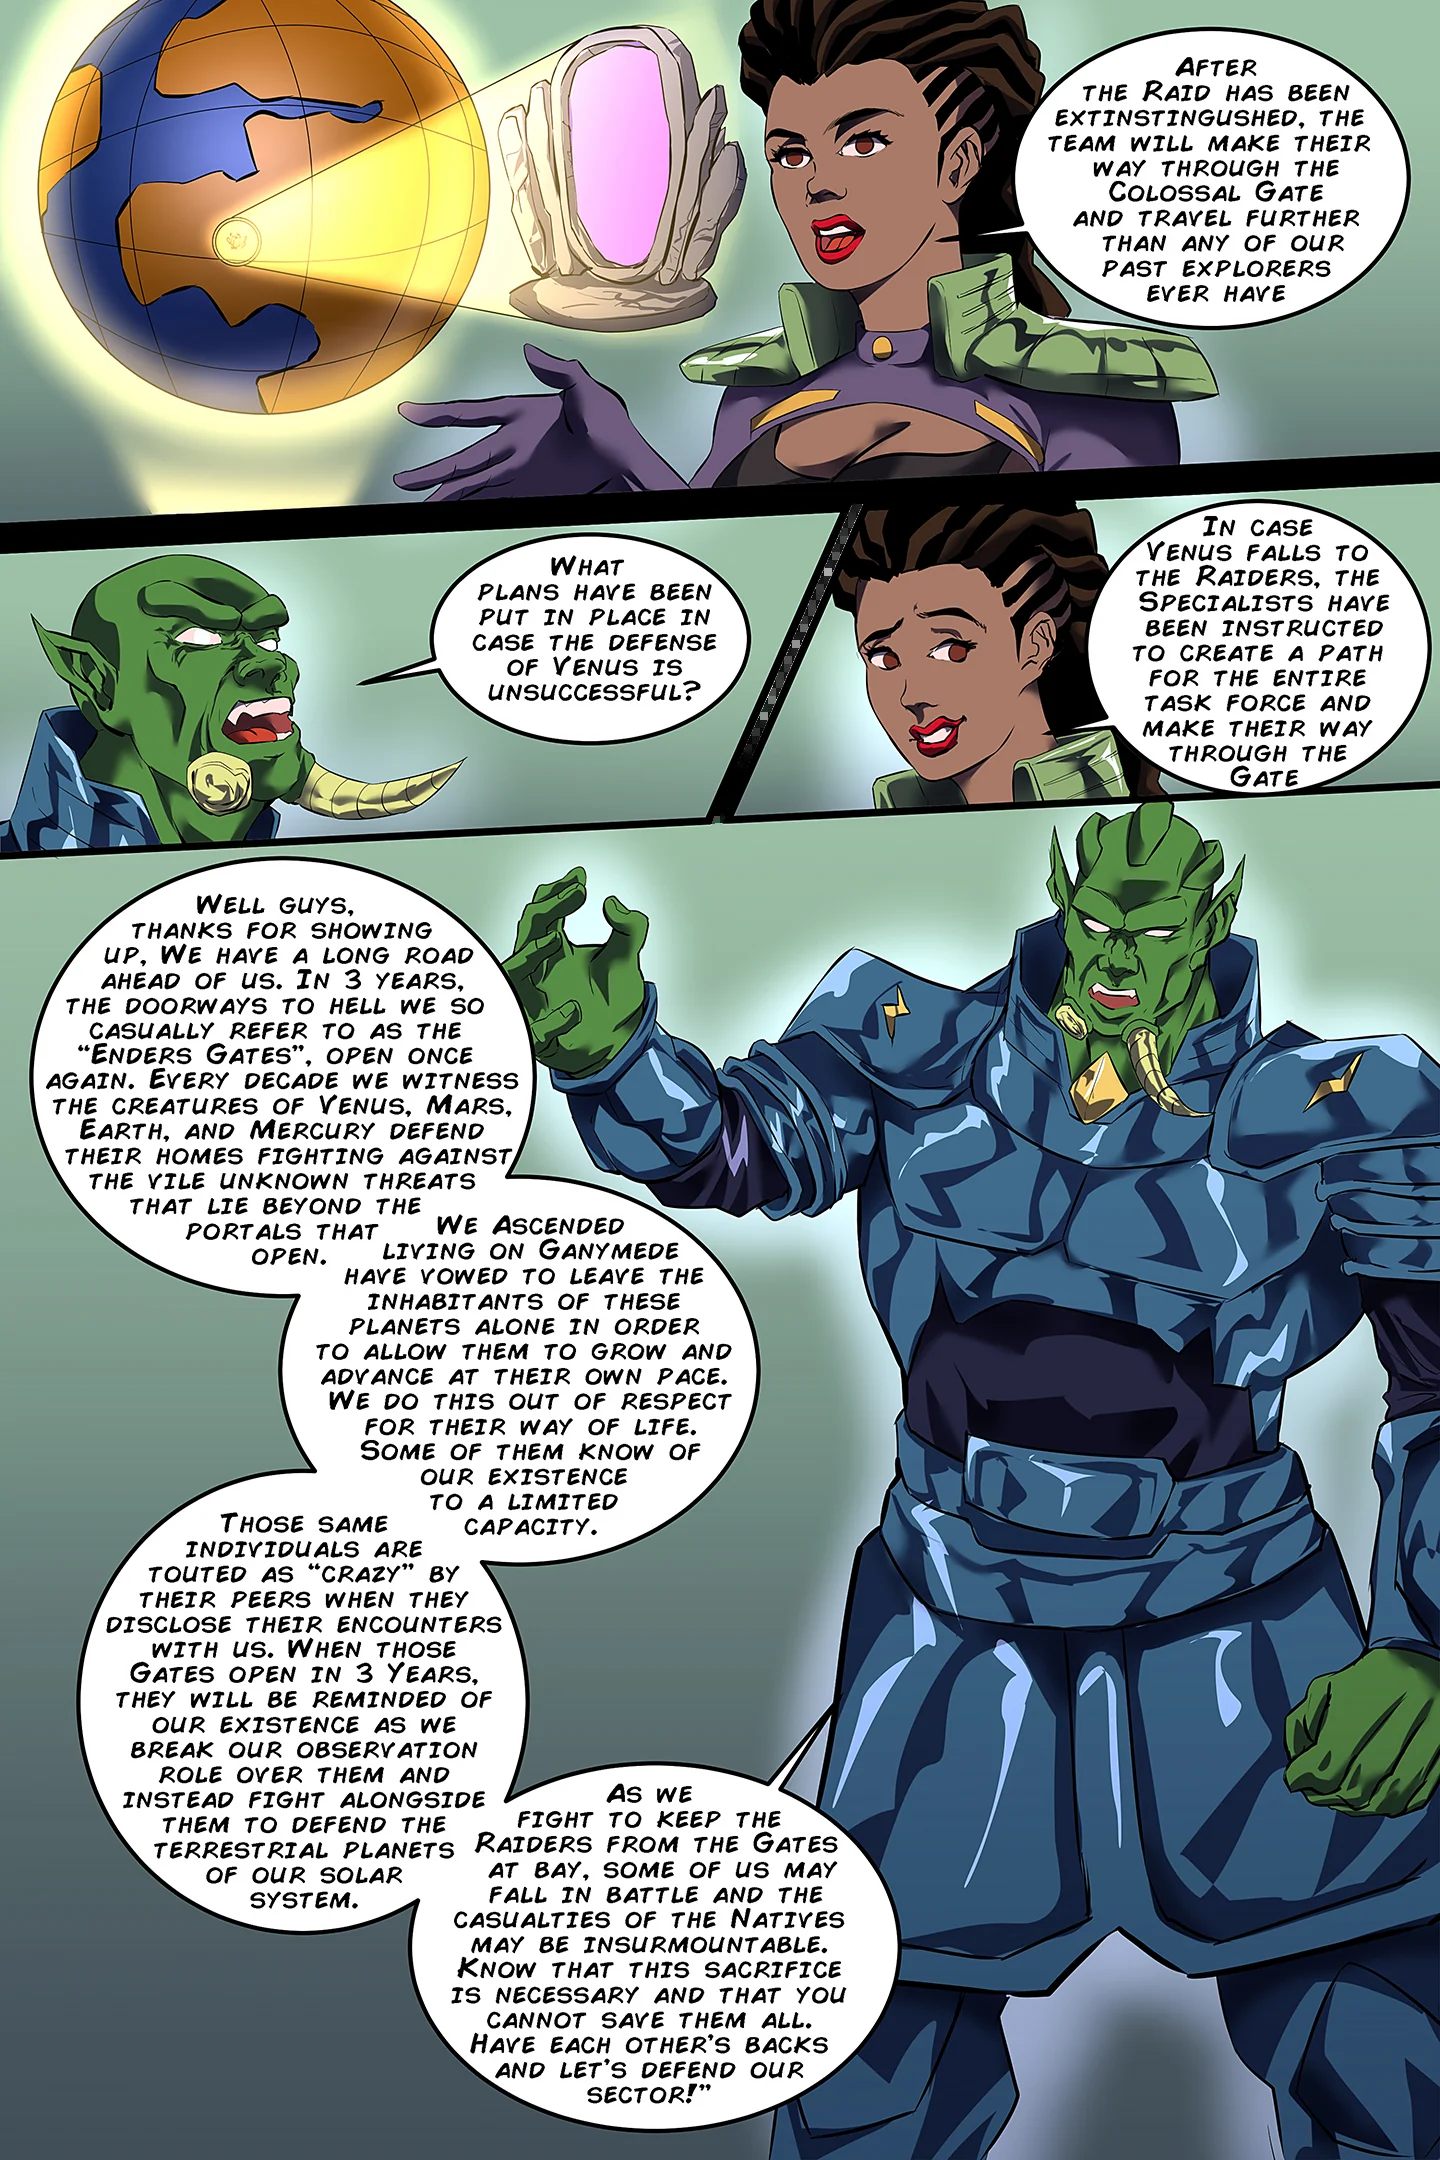 After
the Raid has been
extinstingushed, the
team will make their
way through the
Colossal Gate
and travel further
than any of our
past explorers
ever have
What
plans have been
put in place in
case the defense
of Venus is
unsuccessful?
In case
Venus falls to
the Raiders, the
Specialists have
been instructed
to create a path
for the entire
task force and
make their way
through the
Gate
Well guys,
thanks for showing
up, We have a long road
ahead of us. In 3 years,
the doorways to hell we so
casually refer to as the
“Enders Gates”, open once
again. Every decade we witness
the creatures of Venus, Mars,
Earth, and Mercury defend
their homes fighting against
the vile unknown threats
that lie beyond the
portals that
open.
We Ascended
living on Ganymede
have vowed to leave the
inhabitants of these
planets alone in order
to allow them to grow and
advance at their own pace.
We do this out of respect
for their way of life.
Some of them know of
our existence
to a limited
capacity.
Those same
individuals are
touted as “crazy” by
their peers when they
disclose their encounters
with us. When those
Gates open in 3 Years,
they will be reminded of
our existence as we
break our observation
role over them and
instead fight alongside
them to defend the
terrestrial planets
of our solar
system.
As we
fight to keep the
Raiders from the Gates
at bay, some of us may
fall in battle and the
casualties of the Natives
may be insurmountable.
Know that this sacrifice
is necessary and that you
cannot save them all.
Have each other's backs
and let's defend our
sector!”